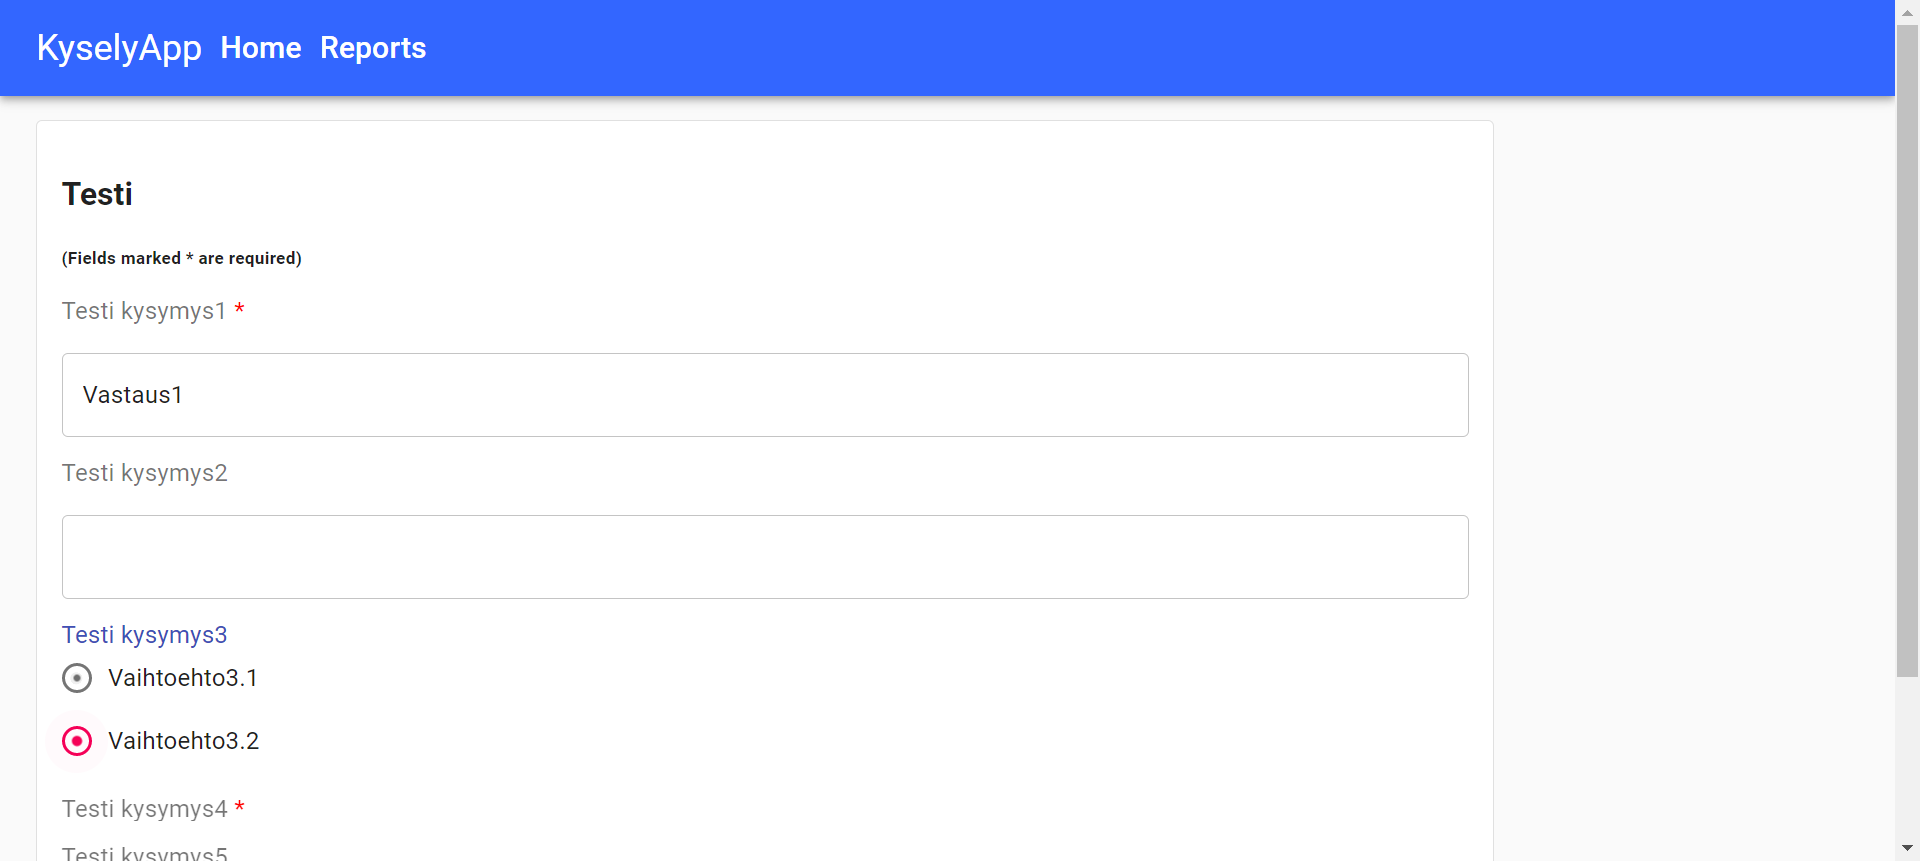 KyselyApp Home Reports
Testi
(Fields marked * are required)
Testi kysymys1 *
Vastaus1
Testi kysymys2
Testi kysymys3
Vaihtoehto3.1
Vaihtoehto3.2
Testi kysymys4 *
Testi kysymys5